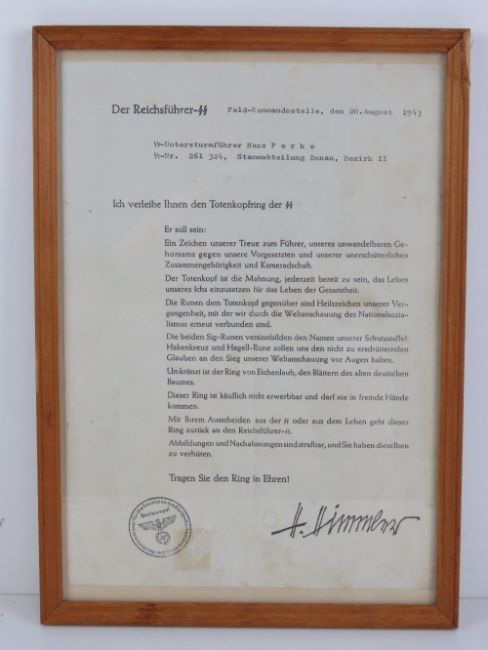 Der Reichsführer-SS Feld-Kommandostelle, den 20.August 1943
SS-Untersturmführer Hans P e r k o
SS-Nr. 261 324, Stammabteilung Donau, Bezirk II
Ich verleihe Ihnen den Totenkopfring der SS
Er soll sein:
Ein Zeichen unserer Treue zum Führer, unseres unwandelbaren Ge-
horsams gegen unsere Vorgesetzten und unserer unerschütterlichen
Zusammengehörigkeit und Kameradschaft.
Der Totenkopf ist die Mahnung, jederzeit bereit zu sein, das Leben
unseres Ichs einzusetzen für das Leben der Gesamtheit.
Die Runen dem Totenkopf gegenüber sind Heilszeichen unserer Ver-
gangenheit, mit der wir durch die Weltanschauung des Nationalsozia-
lismus erneut verbunden sind.
Die beiden Sig-Runen versinnbilden den Namen unserer Schutzstaffel.
Hakenkreuz und Hagall-Rune sollen uns den nicht zu erschütternden
Glauben an den Sieg unserer Weltanschauung vor Augen halten.
Umkränzt ist der Ring von Eichenlaub, den Blättern des alten deutschen
Baumes.
Dieser Ring ist käuflich nicht erwerbbar und darf nie in fremde Hände
kommen.
Mit Ihrem Ausscheiden aus der SS oder aus dem Leben geht dieser
Ring zurück an den Reichsführer-SS.
Abbildungen und Nachahmungen sind strafbar, und Sie haben dieselben
zu verhüten.
Tragen Sie den Ring in Ehren!
Briefstempel
H. Himmler